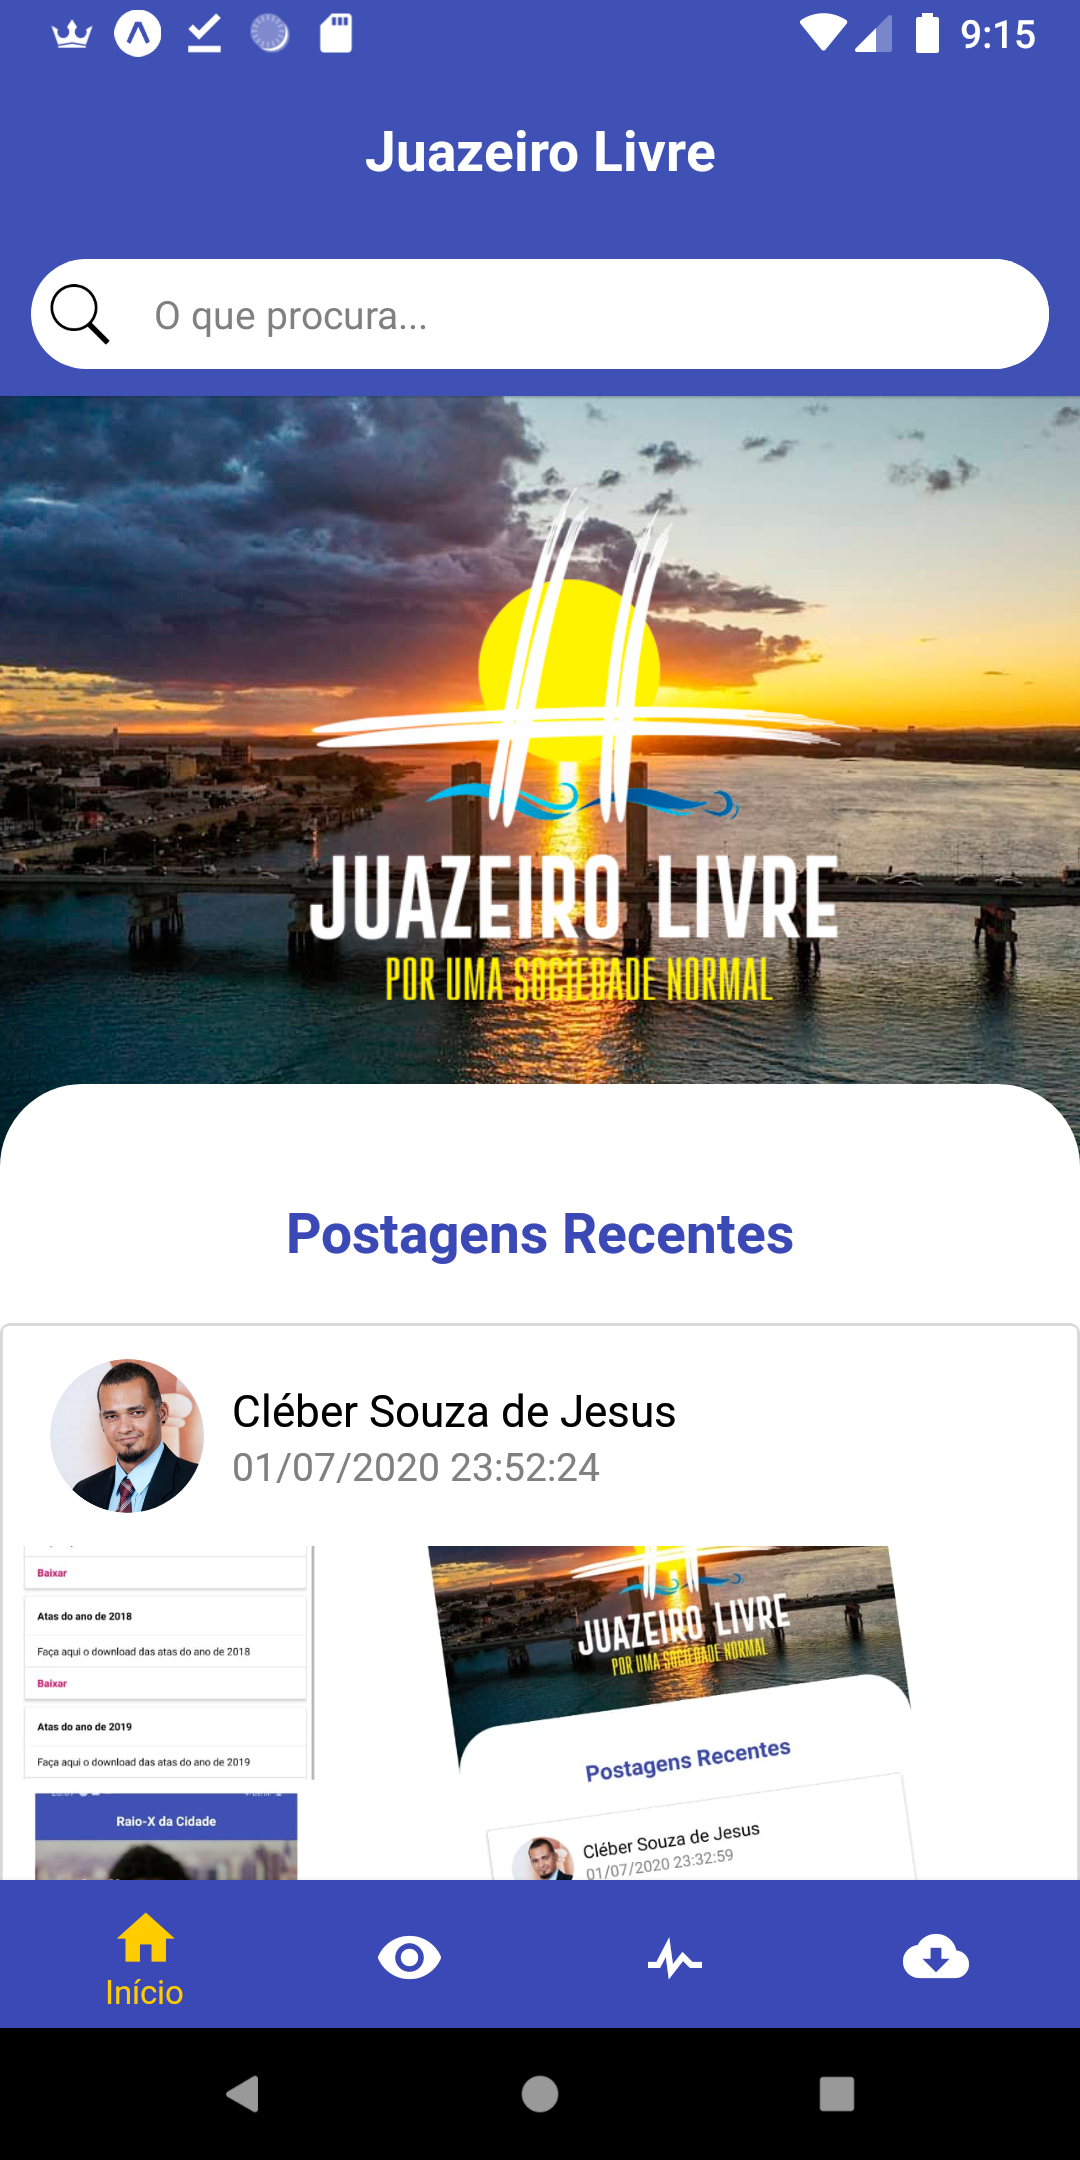 9:15
Juazeiro Livre
O que procura...
JUAZEIRO LIVRE
POR UMA SOCIEDADE NORMAL
Postagens Recentes
Cléber Souza de Jesus
01/07/2020 23:52:24
Baixar
Atas do ano de 2018
Faça aqui o download das atas do ano de 2018
Baixar
Atas do ano de 2019
Faça aqui o download das atas do ano de 2019
Raio-X da Cidade
JUAZEIRO LIVRE
POR UMA SOCIEDADE NORMAL
Postagens Recentes
Cléber Souza de Jesus
01/07/2020 23:32:59
Início